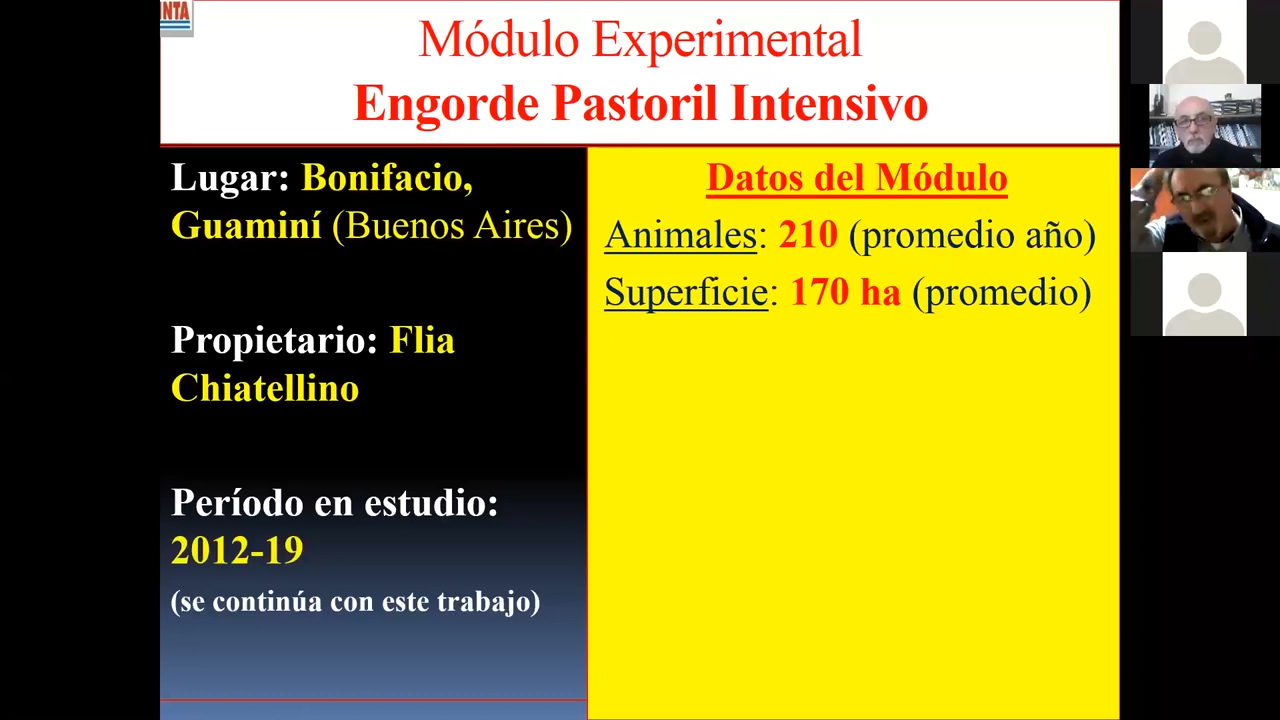 INTA
Módulo Experimental
Engorde Pastoril Intensivo
Lugar: Bonifacio,
Guaminí (Buenos Aires)
Propietario: Flia
Chiatellino
Período en estudio:
2012-19
(se continúa con este trabajo)
Datos del Módulo
Animales: 210 (promedio año)
Superficie: 170 ha (promedio)